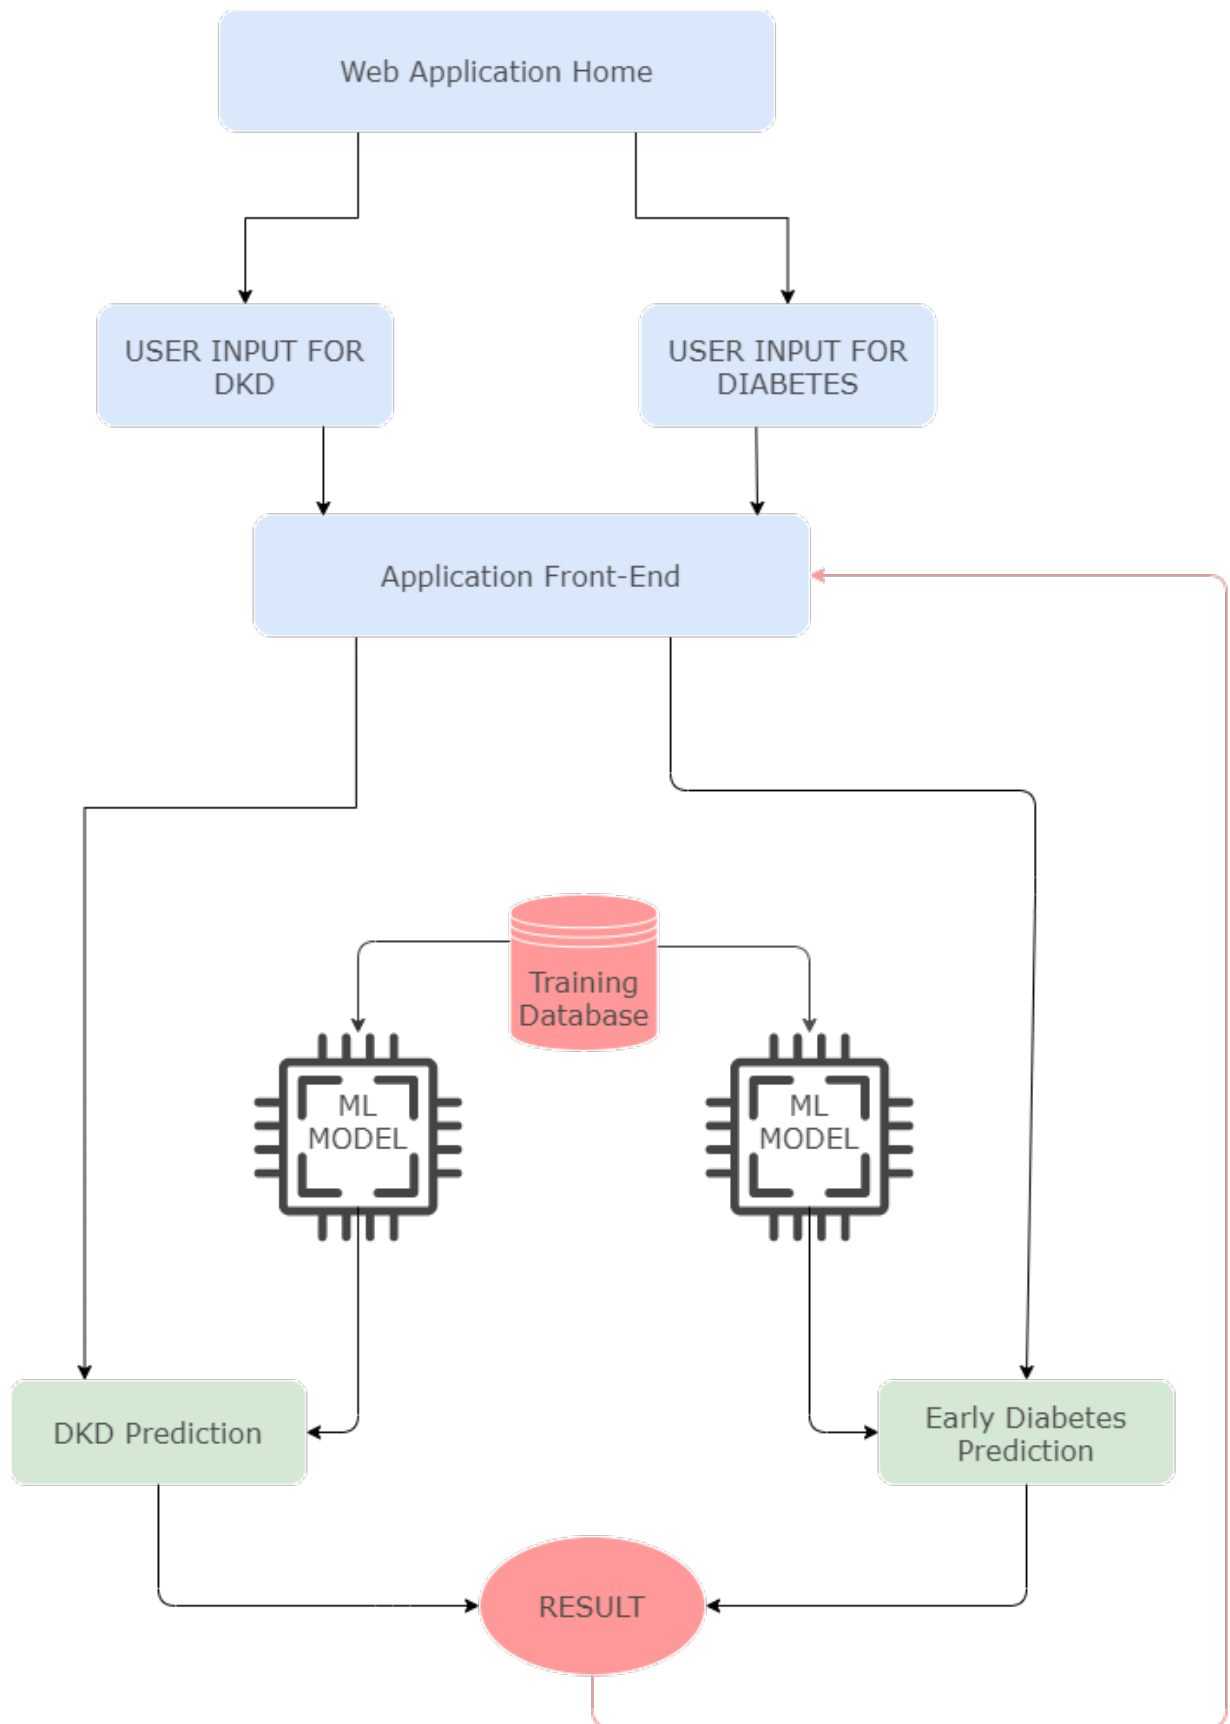 Web Application Home
USER INPUT FOR
DKD
USER INPUT FOR
DIABETES
Application Front-End
Training
Database
ML
MODEL
ML
MODEL
DKD Prediction
Early Diabetes
Prediction
RESULT